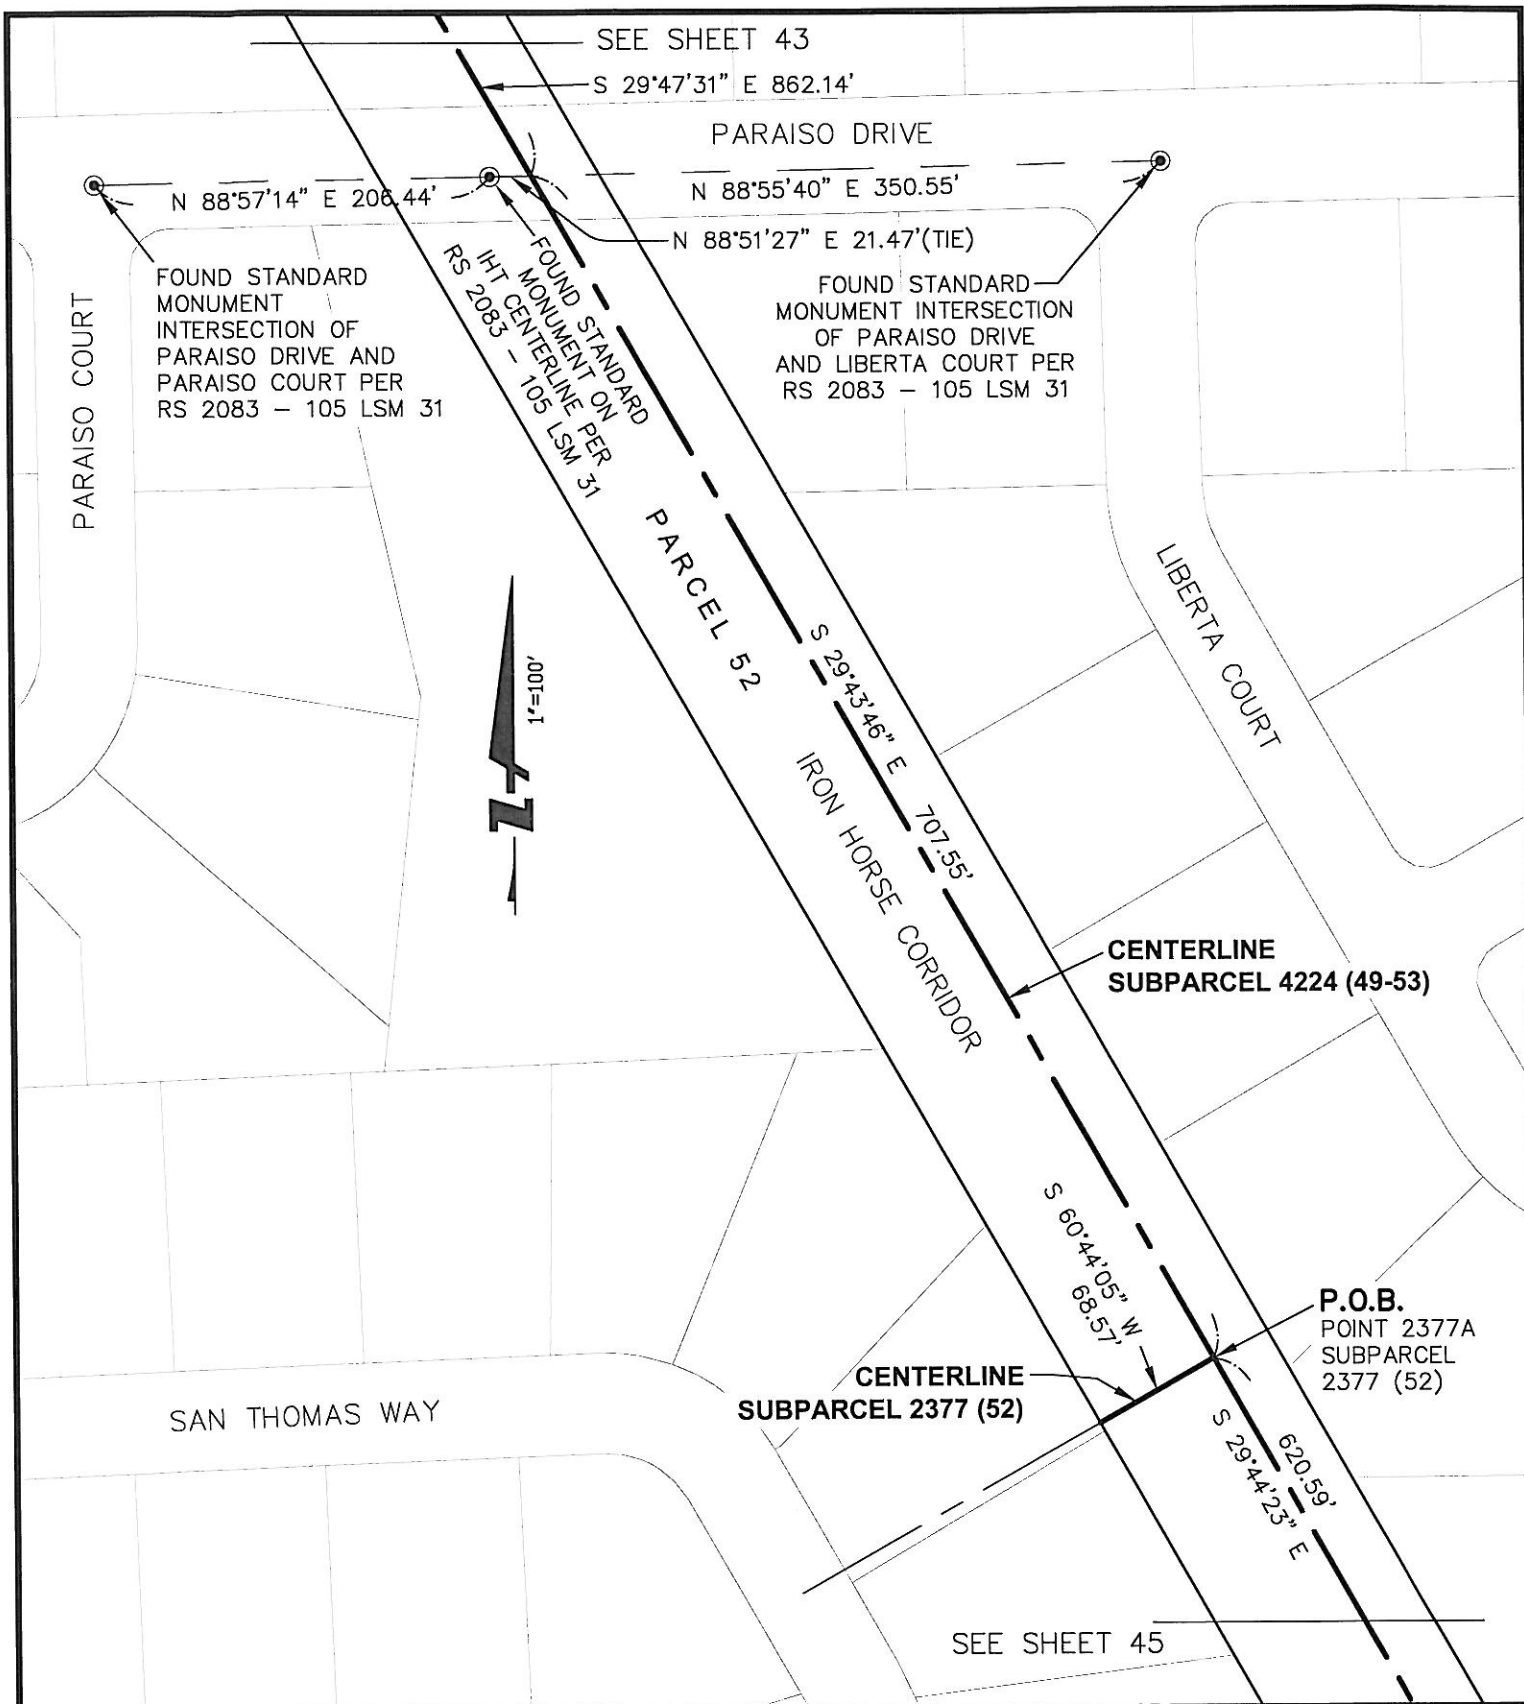 SEE SHEET 43
S 29°47'31" E 862.14'
PARAISO DRIVE
N 88°57'14" E 206.44'
N 88°55'40" E 350.55'
N 88°51'27" E 21.47'(TIE)
FOUND STANDARD
MONUMENT
INTERSECTION OF
PARAISO DRIVE AND
PARAISO COURT PER
RS 2083 – 105 LSM 31
FOUND STANDARD
MONUMENT ON
IHT CENTERLINE PER
RS 2083 – 105 LSM 31
FOUND STANDARD
MONUMENT INTERSECTION
OF PARAISO DRIVE
AND LIBERTA COURT PER
RS 2083 – 105 LSM 31
PARAISO COURT
PARCEL 52
LIBERTA COURT
1"=100'
N
S 29°43'46" E 707.55'
IRON HORSE CORRIDOR
CENTERLINE
SUBPARCEL 4224 (49-53)
S 60°44'05" W
68.57'
P.O.B.
POINT 2377A
SUBPARCEL
2377 (52)
CENTERLINE
SUBPARCEL 2377 (52)
SAN THOMAS WAY
620.59'
S 29°44'23" E
SEE SHEET 45